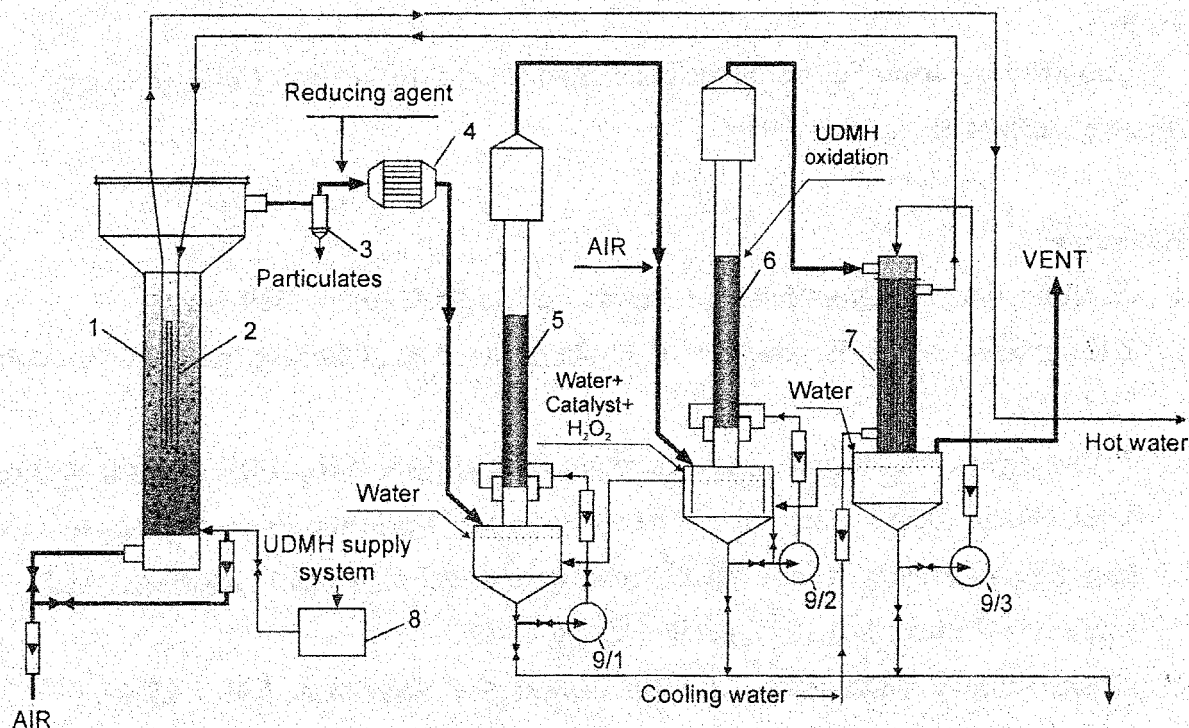 Reducing agent
4
UDMH
oxidation
3
Particulates
AIR
6
VENT
1
2
5
7
Water+
Catalyst+
H₂O₂
Water
Hot water
Water
UDMH supply
system
8
9/1
9/2
9/3
Cooling water
AIR